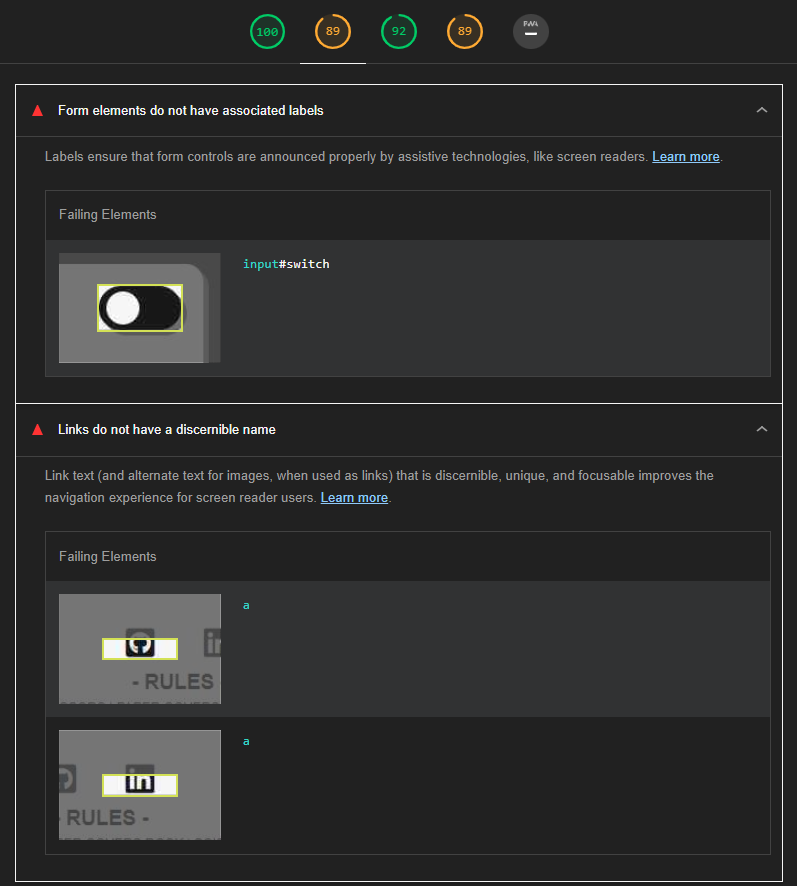 100
89
92
89
PWA
Form elements do not have associated labels
Labels ensure that form controls are announced properly by assistive technologies, like screen readers. Learn more.
Failing Elements
input#switch
Links do not have a discernible name
Link text (and alternate text for images, when used as links) that is discernible, unique, and focusable improves the
navigation experience for screen reader users. Learn more.
Failing Elements
a
in
- RULES
a
in
- RULES -